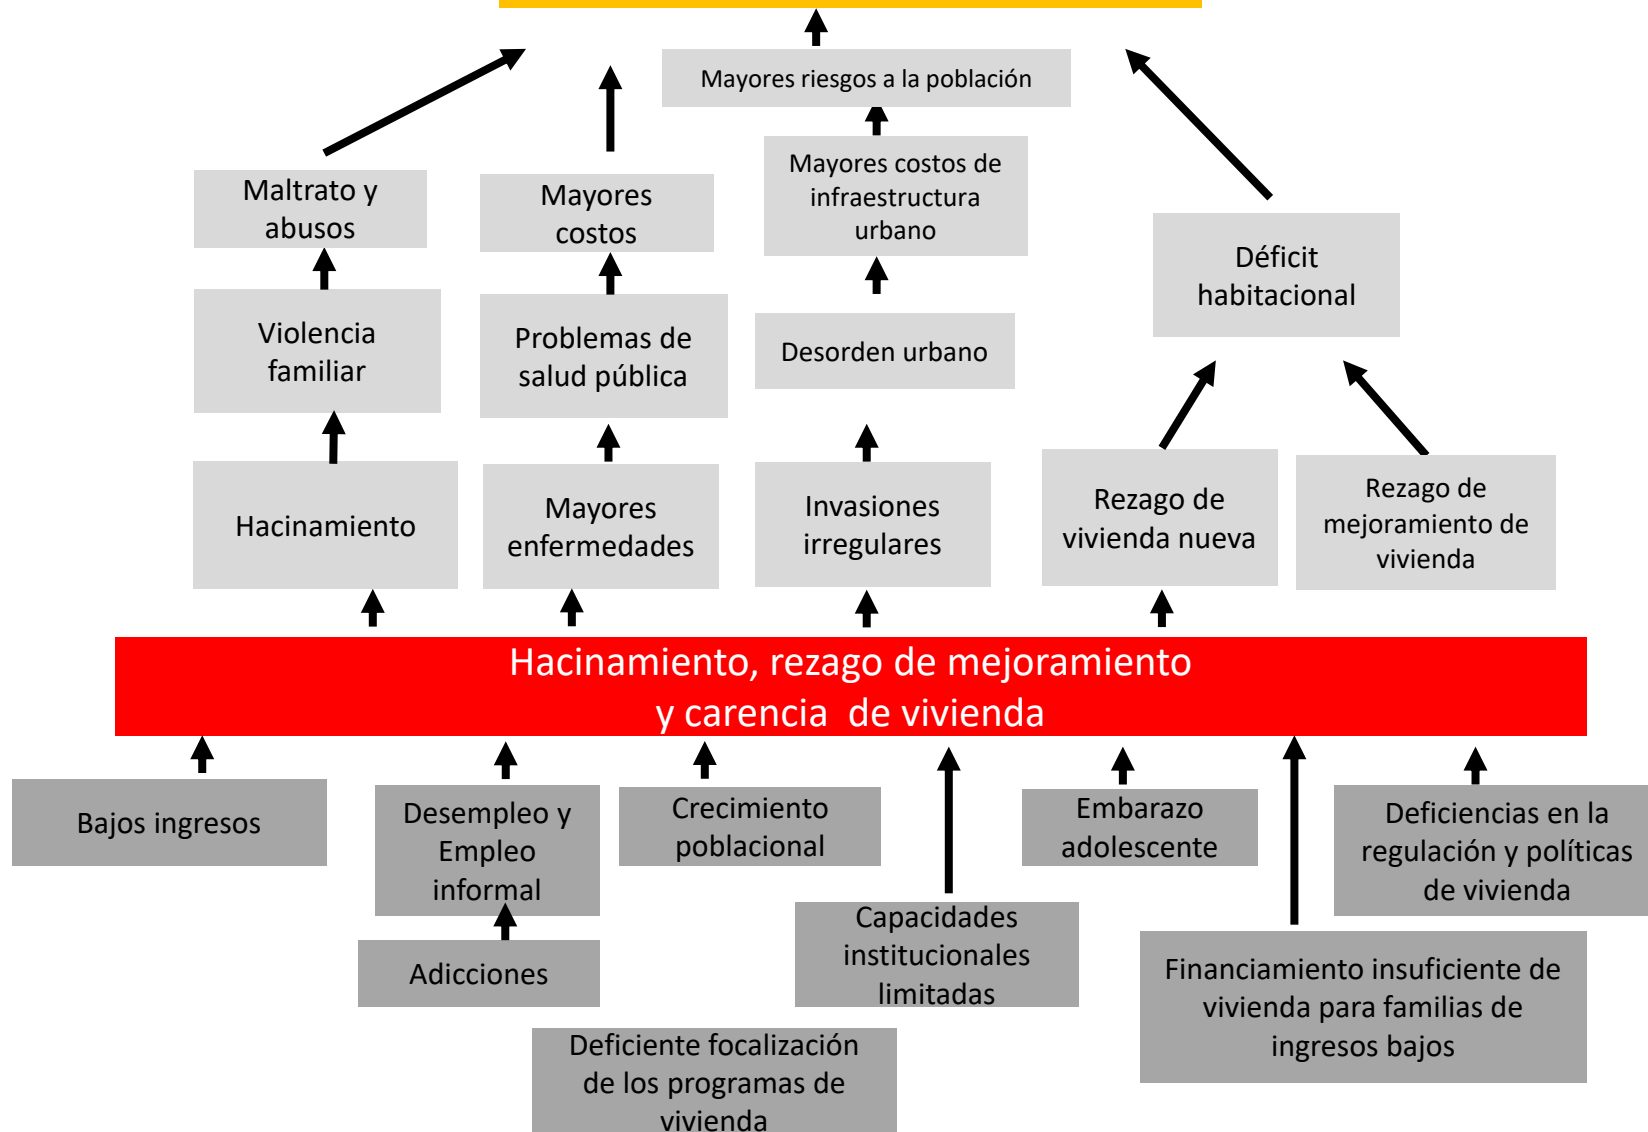 Mayores riesgos a la población
Maltrato y
abusos
Mayores
costos
Mayores costos de
infraestructura
urbano
Déficit
habitacional
Violencia
familiar
Problemas de
salud pública
Desorden urbano
Hacinamiento
Mayores
enfermedades
Invasiones
irregulares
Rezago de
vivienda nueva
Rezago de
mejoramiento de
vivienda
Hacinamiento, rezago de mejoramiento
y carencia de vivienda
Bajos ingresos
Desempleo y
Empleo
informal
Crecimiento
poblacional
Embarazo
adolescente
Deficiencias en la
regulación y políticas
de vivienda
Adicciones
Capacidades
institucionales
limitadas
Financiamiento insuficiente de
vivienda para familias de
ingresos bajos
Deficiente focalización
de los programas de
vivienda